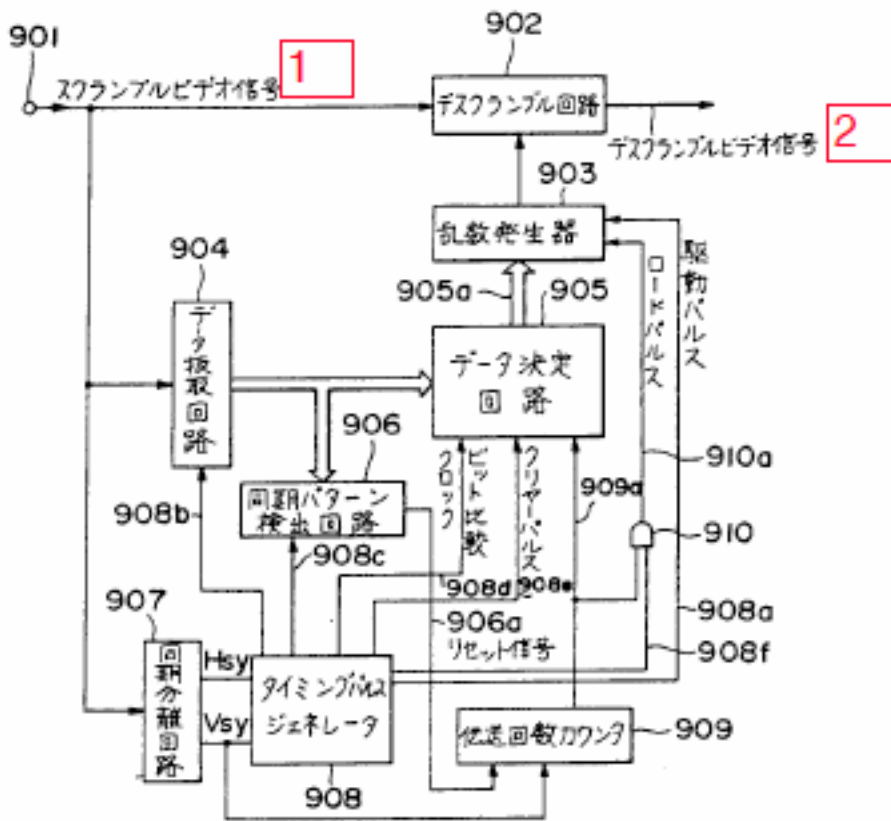 901
スクランブルビデオ信号
1
902
デスクランブル回路
デスクランブルビデオ信号
2
903
乱数発生器
904
データ抜取回路
905a
905
データ決定
回路
ロードパルス
駆動パルス
906
同期パターン
検出回路
ビット比較
クロック
クリヤーパルス
909a
910a
910
908b
908c
908d
908e
906a
リセット信号
908a
908f
907
同期分離回路
Hsy
Vsy
タイミングパルス
ジェネレータ
908
伝送回数カウンタ
909